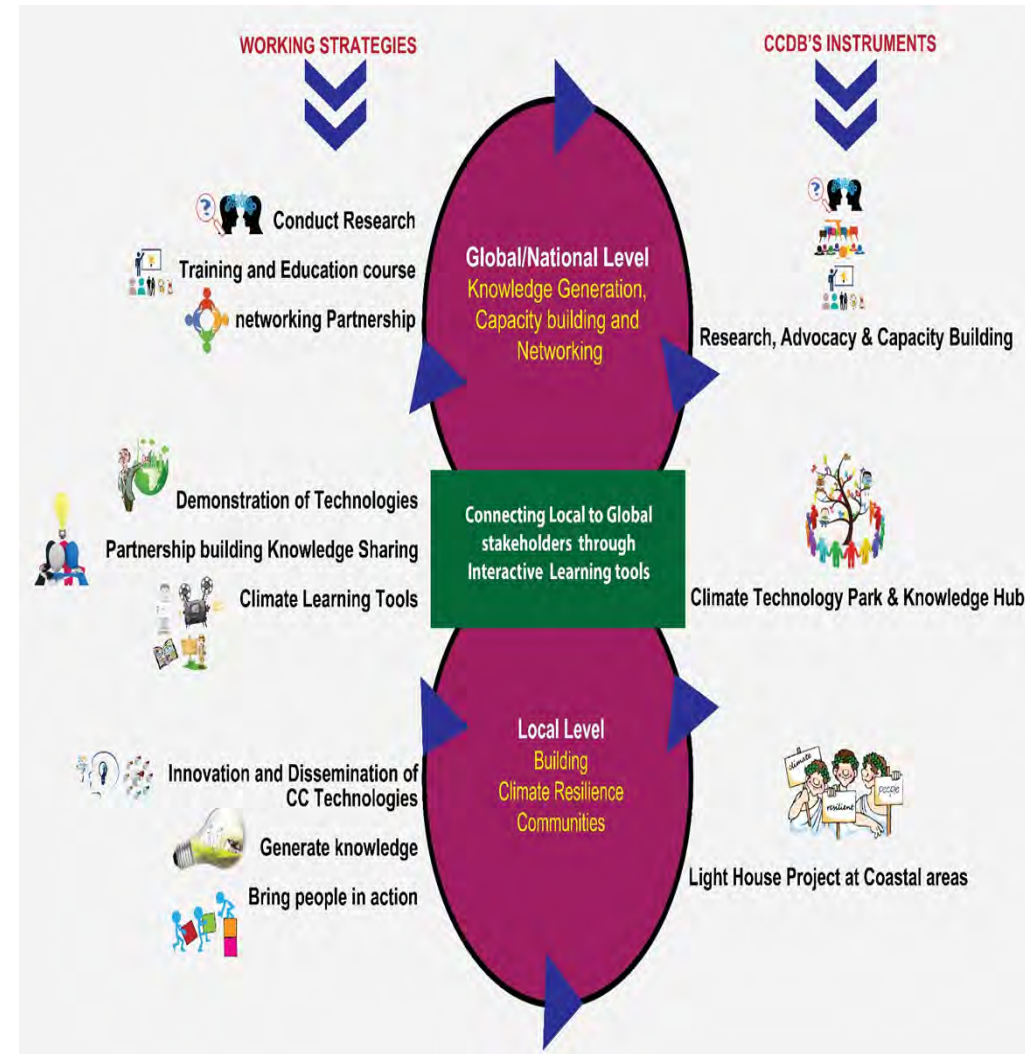 WORKING STRATEGIES
CCDB'S INSTRUMENTS
Conduct Research
Training and Education course
networking Partnership
Global/National Level
Knowledge Generation,
Capacity building and
Networking
Research, Advocacy & Capacity Building
Demonstration of Technologies
Partnership building Knowledge Sharing
Climate Learning Tools
Connecting Local to Global
stakeholders through
Interactive Learning tools
Climate Technology Park & Knowledge Hub
Innovation and Dissemination of
CC Technologies
Generate knowledge
Bring people in action
Local Level
Building
Climate Resilience
Communities
climate
resilient
people
Light House Project at Coastal areas